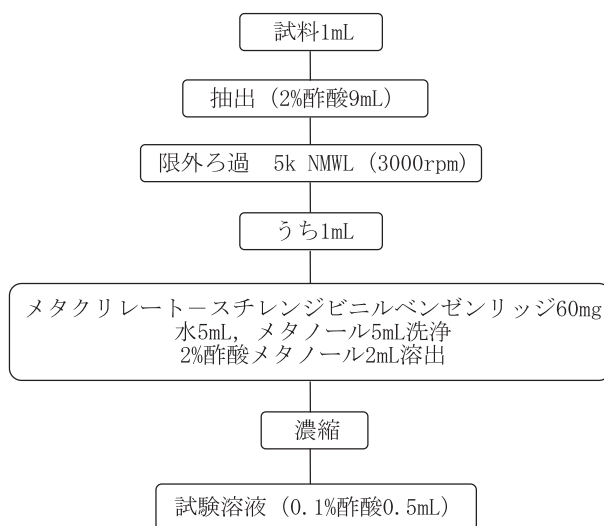 試料1mL
抽出（2%酢酸9mL）
限外ろ過　5k NMWL（3000rpm）
うち1mL
メタクリレート－スチレンジビニルベンゼンリッジ60mg
水5mL，メタノール5mL洗浄
2%酢酸メタノール2mL溶出
濃縮
試験溶液（0.1%酢酸0.5mL）